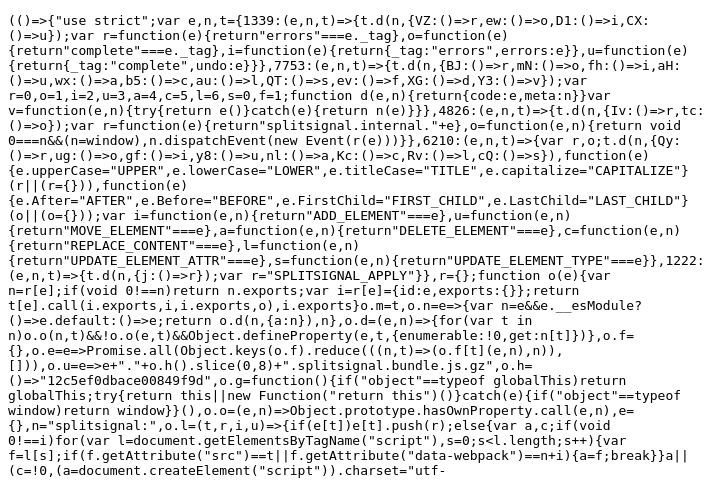 (()=>{"use strict";var e,n,t={1339:(e,n,t)=>{t.d(n,{VZ:()=>r,ew:()=>o,D1:()=>i,CX:
()=>u});var r=function(e){return"errors"===e._tag},o=function(e)
{return"complete"===e._tag},i=function(e){return{_tag:"errors",errors:e}},u=function(e)
{return{_tag:"complete",undo:e}}},7753:(e,n,t)=>{t.d(n,{BJ:()=>r,mN:()=>o,fh:()=>i,aH:
()=>u,wx:()=>a,b5:()=>c,au:()=>l,QT:()=>s,ev:()=>f,XG:()=>d,Y3:()=>v});var
r=0,o=1,i=2,u=3,a=4,c=5,l=6,s=0,f=1;function d(e,n){return{code:e,meta:n}}var
v=function(e,n){try{return e()}catch(e){return n(e)}}},4826:(e,n,t)=>{t.d(n,{Iv:()=>r,tc:
()=>o});var r=function(e){return"splitsignal.internal."+e},o=function(e,n){return void
0===n&&(n=window),n.dispatchEvent(new Event(r(e)))}},6210:(e,n,t)=>{var r,o;t.d(n,{Qy:
()=>r,ug:()=>o,gf:()=>i,y8:()=>u,nl:()=>a,Kc:()=>c,Rv:()=>l,cQ:()=>s}),function(e)
{e.upperCase="UPPER",e.lowerCase="LOWER",e.titleCase="TITLE",e.capitalize="CAPITALIZE"}
(r||(r={})),function(e)
{e.After="AFTER",e.Before="BEFORE",e.FirstChild="FIRST_CHILD",e.LastChild="LAST_CHILD"}
(o||(o={}));var i=function(e,n){return"ADD_ELEMENT"===e},u=function(e,n)
{return"MOVE_ELEMENT"===e},a=function(e,n){return"DELETE_ELEMENT"===e},c=function(e,n)
{return"REPLACE_CONTENT"===e},l=function(e,n)
{return"UPDATE_ELEMENT_ATTR"===e},s=function(e,n){return"UPDATE_ELEMENT_TYPE"===e}},1222:
(e,n,t)=>{t.d(n,{j:()=>r});var r="SPLITSIGNAL_APPLY"}},r={};function o(e){var
n=r[e];if(void 0!==n)return n.exports;var i=r[e]={id:e,exports:{}};return
t[e].call(i.exports,i,i.exports,o),i.exports}o.m=t,o.n=e=>{var n=e&&e.__esModule?
()=>e.default:()=>e;return o.d(n,{a:n}),n},o.d=(e,n)=>{for(var t in
n)o.o(n,t)&&!o.o(e,t)&&Object.defineProperty(e,t,{enumerable:!0,get:n[t]})},o.f=
{},o.e=e=>Promise.all(Object.keys(o.f).reduce(((n,t)=>(o.f[t](e,n),n)),
[])),o.u=e=>e+"."+o.h().slice(0,8)+".splitsignal.bundle.js.gz",o.h=
()=>"12c5ef0dbace00849f9d",o.g=function(){if("object"==typeof globalThis)return
globalThis;try{return this||new Function("return this")()}catch(e){if("object"==typeof
window)return window}}(),o.o=(e,n)=>Object.prototype.hasOwnProperty.call(e,n),e=
{},n="splitsignal:",o.l=(t,r,i,u)=>{if(e[t])e[t].push(r);else{var a,c;if(void
0!==i)for(var l=document.getElementsByTagName("script"),s=0;s<l.length;s++){var
f=l[s];if(f.getAttribute("src")==t||f.getAttribute("data-webpack")==n+i){a=f;break}}a||
(c=!0,(a=document.createElement("script")).charset="utf-